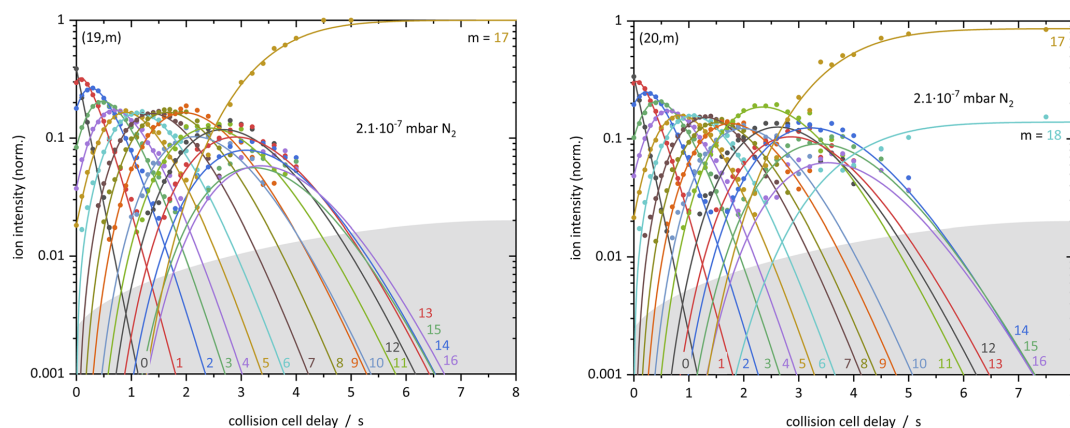 (19,m)
m = 17
2.1·10⁻⁷ mbar N₂
ion intensity (norm.)
1
0.1
0.01
0.001
0 1 2 3 4 5 6 7 8 9 10 11 12 13 15 14 16
0 1 2 3 4 5 6 7 8
collision cell delay / s
(20,m)
17
2.1·10⁻⁷ mbar N₂
m = 18
ion intensity (norm.)
1
0.1
0.01
0.001
0 1 2 3 4 5 6 7 8 9 10 11 12 13 14 15 16
0 1 2 3 4 5 6 7
collision cell delay / s